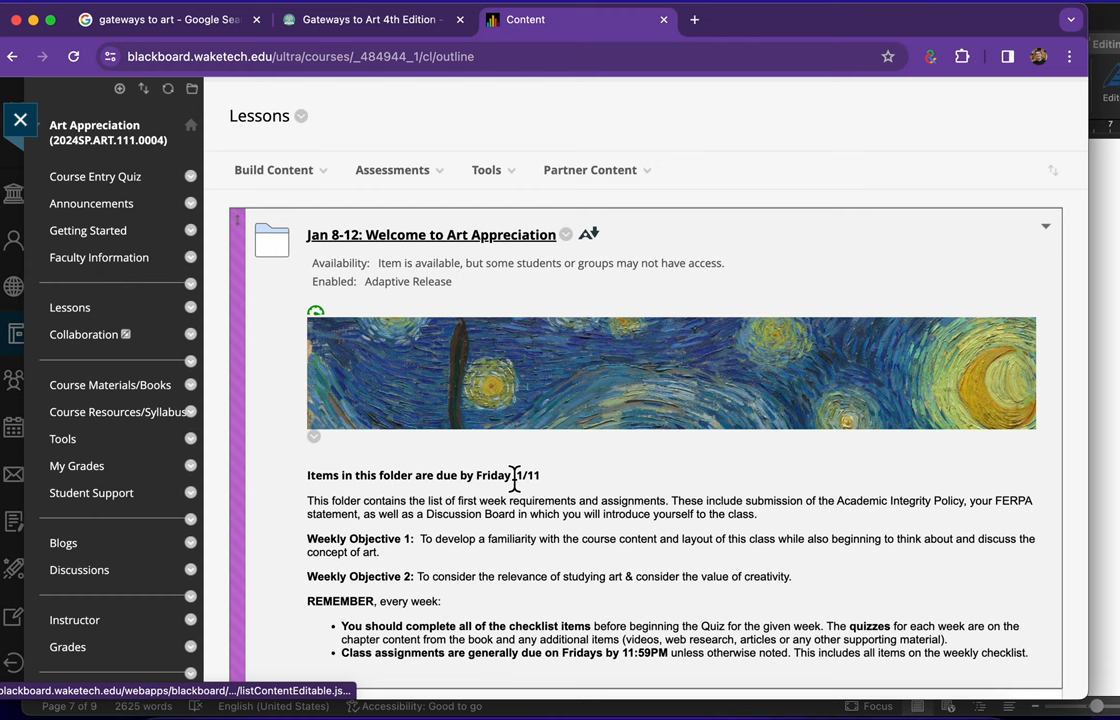 gateways to art - Google Sea
Gateways to Art 4th Edition -
Content
blackboard.waketech.edu/ultra/courses/_484944_1/cl/outline
Editin
Edit
7
Art Appreciation
(2024SP.ART.111.0004)
Course Entry Quiz
Announcements
Getting Started
Faculty Information
Lessons
Collaboration
Course Materials/Books
Course Resources/Syllabus
Tools
My Grades
Student Support
Blogs
Discussions
Instructor
Grades
Lessons
Build Content
Assessments
Tools
Partner Content
Jan 8-12: Welcome to Art Appreciation
Availability: Item is available, but some students or groups may not have access.
Enabled: Adaptive Release
Items in this folder are due by Friday 1/11
This folder contains the list of first week requirements and assignments. These include submission of the Academic Integrity Policy, your FERPA
statement, as well as a Discussion Board in which you will introduce yourself to the class.
Weekly Objective 1: To develop a familiarity with the course content and layout of this class while also beginning to think about and discuss the
concept of art.
Weekly Objective 2: To consider the relevance of studying art & consider the value of creativity.
REMEMBER, every week:
• You should complete all of the checklist items before beginning the Quiz for the given week. The quizzes for each week are on the
chapter content from the book and any additional items (videos, web research, articles or any other supporting material).
• Class assignments are generally due on Fridays by 11:59PM unless otherwise noted. This includes all items on the weekly checklist.
blackboard.waketech.edu/webapps/blackboard/.../listContentEditable.js...
Page 7 of 9
2625 words
English (United States)
Accessibility: Good to go
Focus